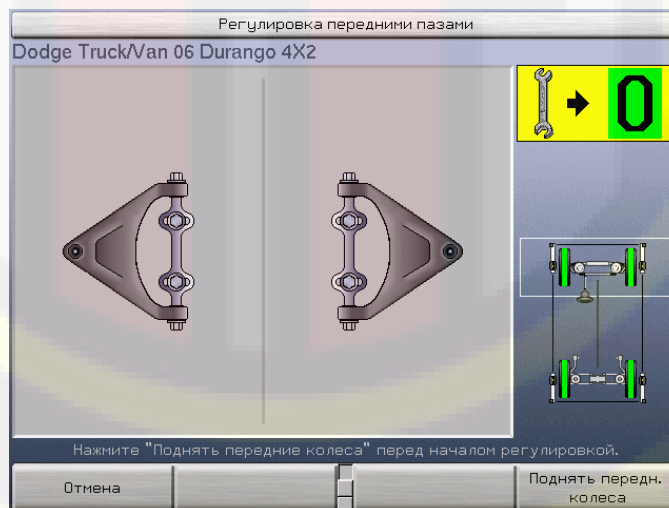 Регулировка передними пазами
Dodge Truck/Van 06 Durango 4X2
0
Нажмите "Поднять передние колеса" перед началом регулировкой.
Отмена
Поднять передн.
колеса